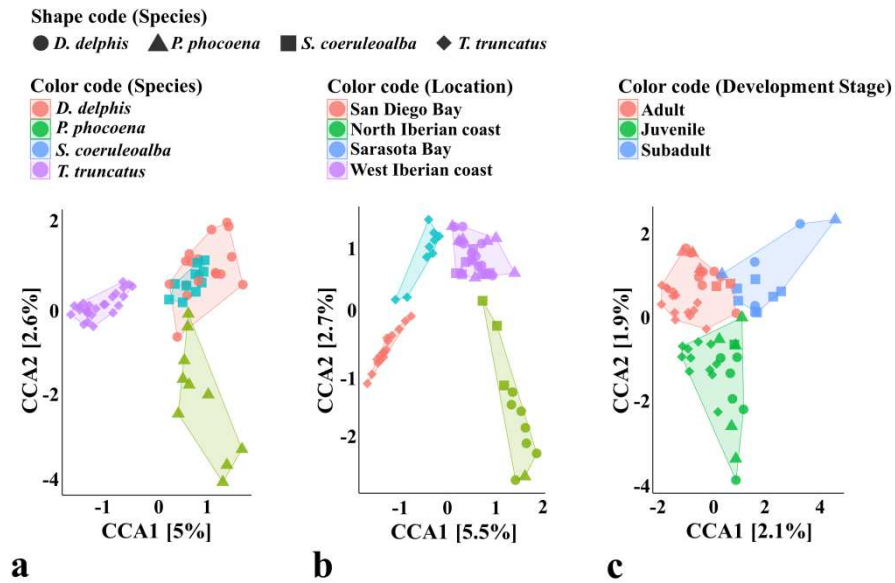 Shape code (Species)
D. delphis P. phocoena S. coeruleoalba T. truncatus
Color code (Species)
D. delphis
P. phocoena
S. coeruleoalba
T. truncatus
Color code (Location)
San Diego Bay
North Iberian coast
Sarasota Bay
West Iberian coast
Color code (Development Stage)
Adult
Juvenile
Subadult
2
0
-2
-4
CCA2 [2.6%]
-1 0 1
CCA1 [5%]
a
1
0
-1
-2
CCA2 [2.7%]
-1 0 1 2
CCA1 [5.5%]
b
2
0
-2
-4
CCA2 [1.9%]
-2 0 2 4
CCA1 [2.1%]
c